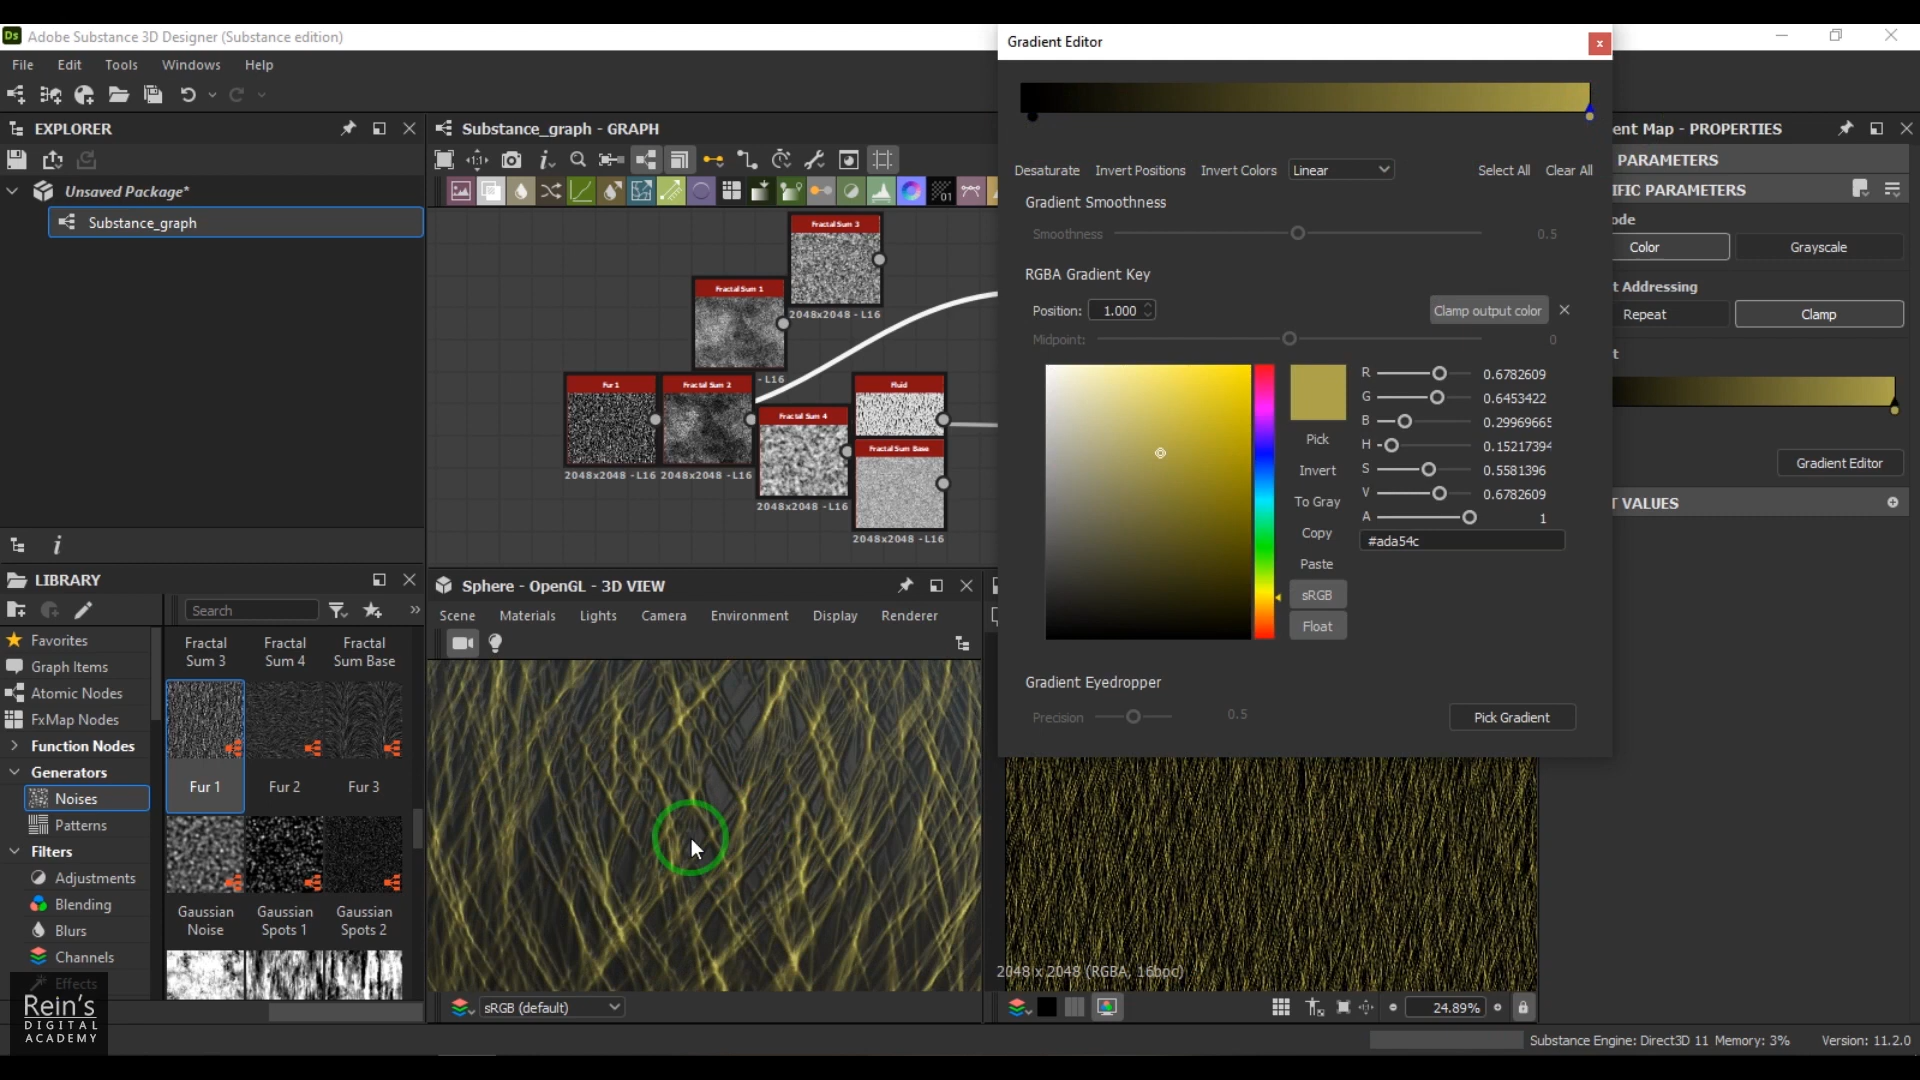 Ds Adobe Substance 3D Designer (Substance edition)
File Edit Tools Windows Help
EXPLORER
Unsaved Package*
Substance_graph
LIBRARY
Search
Favorites
Graph Items
Atomic Nodes
FxMap Nodes
Function Nodes
Generators
Noises
Patterns
Filters
Adjustments
Blending
Blurs
Channels
Effects
Fractal Sum 3
Fractal Sum 4
Fractal Sum Base
Fur 1
Fur 2
Fur 3
Gaussian Noise
Gaussian Spots 1
Gaussian Spots 2
Rein's
DIGITAL
ACADEMY
Substance_graph - GRAPH
Fractal Sum 3
2048x2048 - L16
Fractal Sum 1
- L16
Fur 1
2048x2048 - L16
Fractal Sum 2
2048x2048 - L16
Fractal Sum 4
2048x2048 - L16
Fluid
Fractal Sum Base
2048x2048 - L16
Sphere - OpenGL - 3D VIEW
Scene Materials Lights Camera Environment Display Renderer
sRGB (default)
Gradient Editor
Desaturate Invert Positions Invert Colors Linear Select All Clear All
Gradient Smoothness
Smoothness 0.5
RGBA Gradient Key
Position: 1.000 Clamp output color
Midpoint: 0
R 0.6782609
G 0.6453422
B 0.29969665
H 0.15217394
S 0.5581396
V 0.6782609
A 1
#ada54c
Pick
Invert
To Gray
Copy
Paste
sRGB
Float
Gradient Eyedropper
Precision 0.5 Pick Gradient
ent Map - PROPERTIES
PARAMETERS
IFIC PARAMETERS
ode
Color Grayscale
t Addressing
Repeat Clamp
t
Gradient Editor
T VALUES
2048 x 2048 (RGBA, 16bpc)
24.89%
Substance Engine: Direct3D 11 Memory: 3% Version: 11.2.0